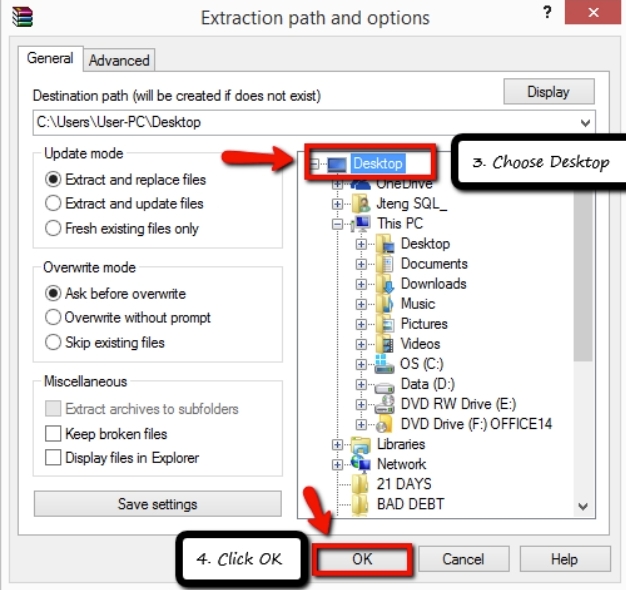 Extraction path and options
?
General
Advanced
Destination path (will be created if does not exist)
Display
C:\Users\User-PC\Desktop
Update mode
Extract and replace files
Extract and update files
Fresh existing files only
Overwrite mode
Ask before overwrite
Overwrite without prompt
Skip existing files
Miscellaneous
Extract archives to subfolders
Keep broken files
Display files in Explorer
Save settings
Desktop
3. Choose Desktop
OneDrive
Jteng SQL_
This PC
Desktop
Documents
Downloads
Music
Pictures
Videos
OS (C:)
Data (D:)
DVD RW Drive (E:)
DVD Drive (F:) OFFICE14
Libraries
Network
21 DAYS
BAD DEBT
4. Click OK
OK
Cancel
Help